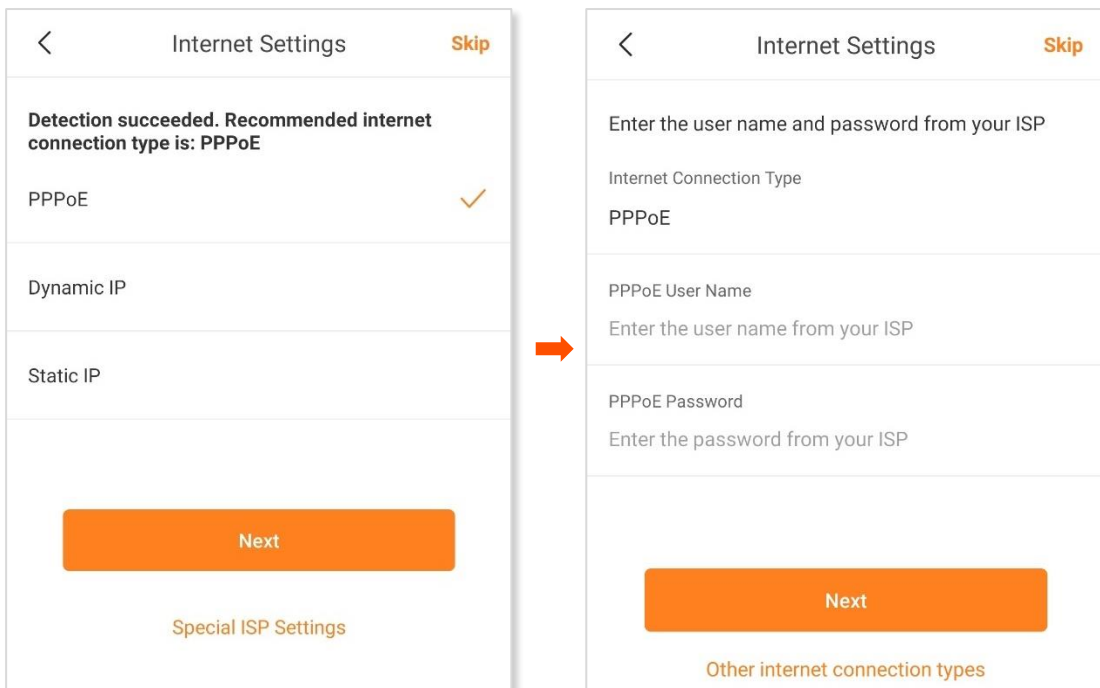 Internet Settings
Skip
Detection succeeded. Recommended internet
connection type is: PPPoE
PPPoE
Dynamic IP
Static IP
Next
Special ISP Settings
Internet Settings
Skip
Enter the user name and password from your ISP
Internet Connection Type
PPPoE
PPPoE User Name
Enter the user name from your ISP
PPPoE Password
Enter the password from your ISP
Next
Other internet connection types